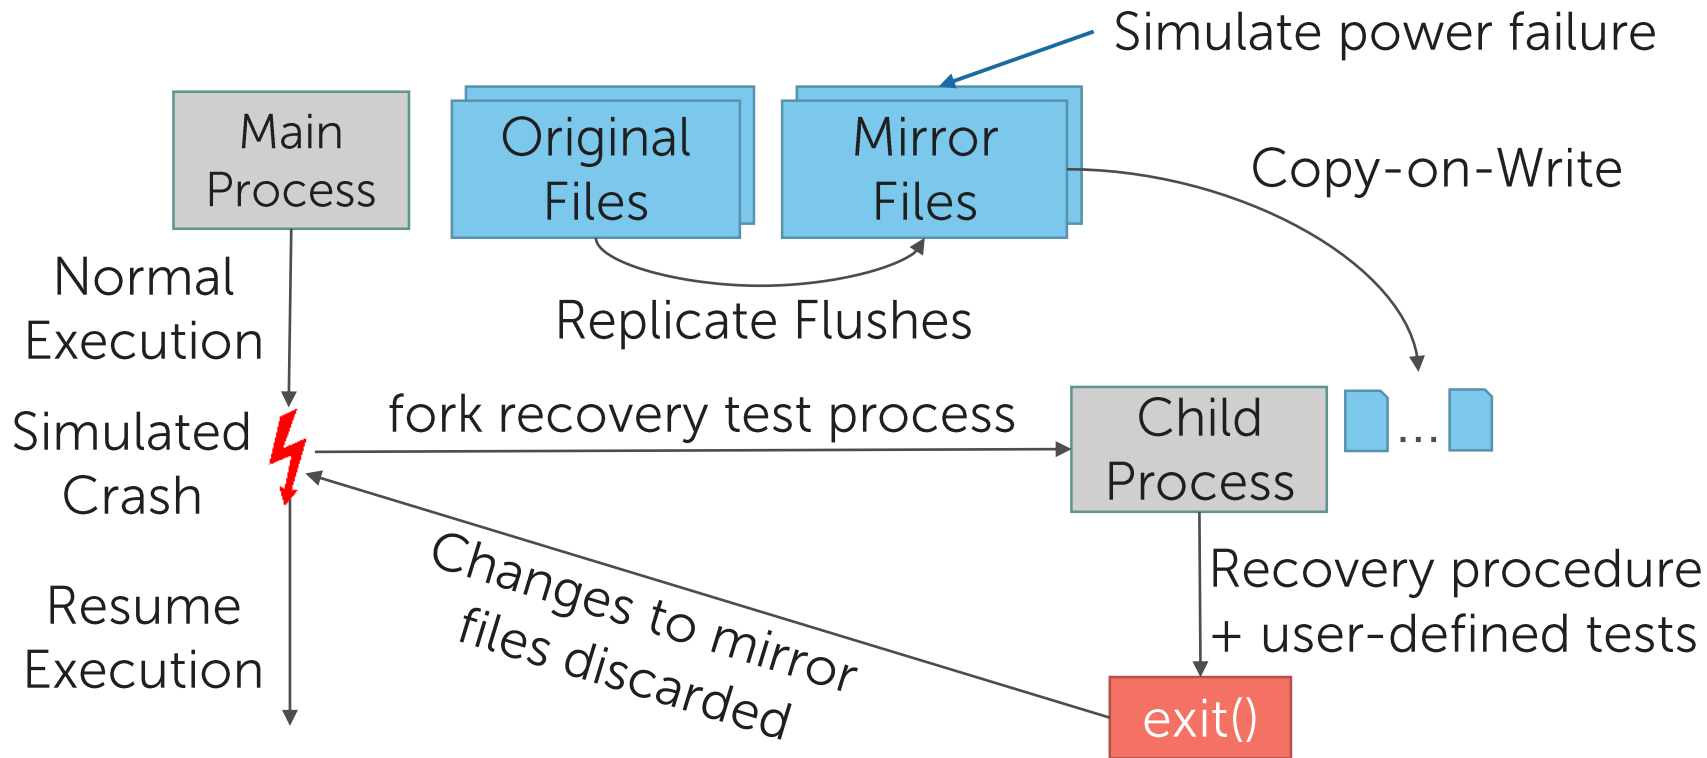 Simulate power failure
Main
Process
Original
Files
Mirror
Files
Copy-on-Write
Normal
Execution
Replicate Flushes
Simulated
Crash
fork recovery test process
Child
Process
...
Changes to mirror
files discarded
Recovery procedure
+ user-defined tests
Resume
Execution
exit()